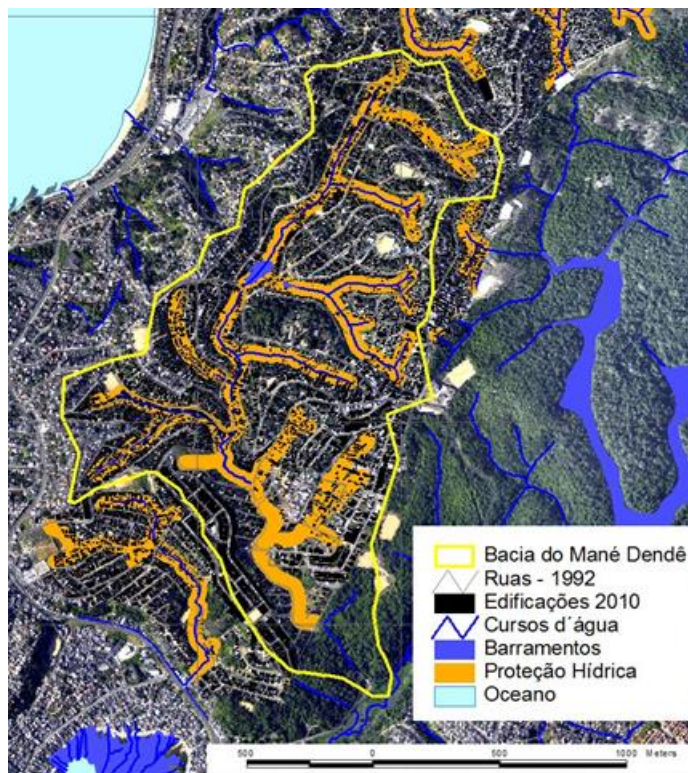 Bacia do Mané Dendê
Ruas - 1992
Edificações 2010
Cursos d´água
Barramentos
Proteção Hídrica
Oceano
500 0 500 1000 Meters